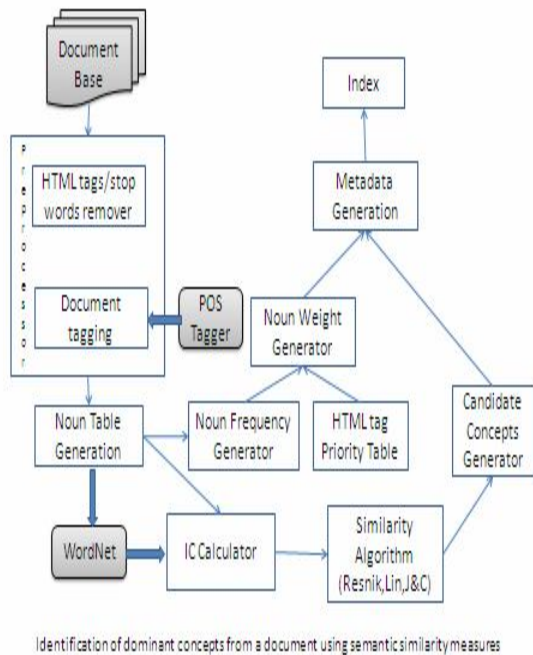 Document
Base
Index
Preprocessor
HTML tags/stop
words remover
Metadata
Generation
Document
tagging
POS
Tagger
Noun Weight
Generator
Noun Table
Generation
Noun Frequency
Generator
HTML tag
Priority Table
Candidate
Concepts
Generator
WordNet
IC Calculator
Similarity
Algorithm
(Resnik,Lin,J&C)
Identification of dominant concepts from a document using semantic similarity measures